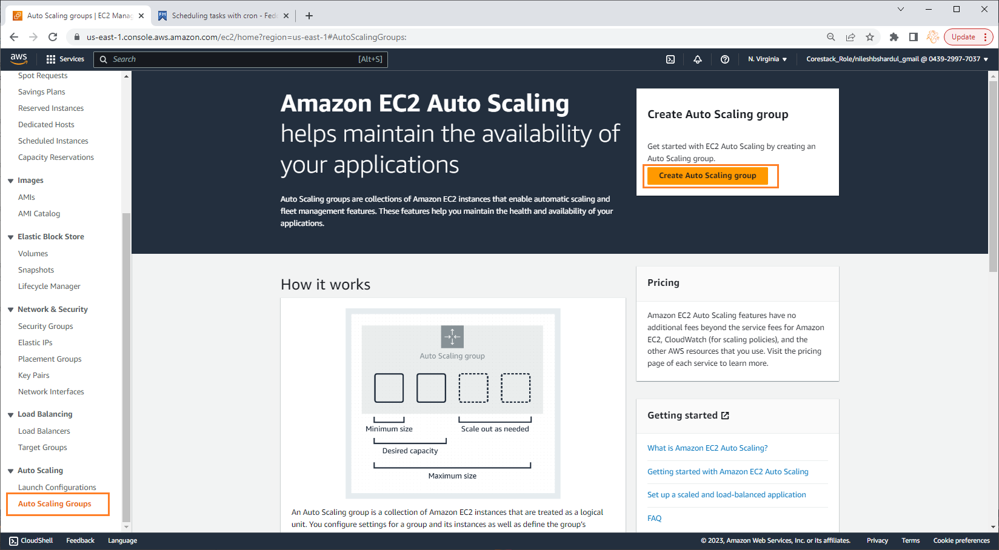 Auto Scaling groups | EC2 Manag
Scheduling tasks with cron - Fedo
us-east-1.console.aws.amazon.com/ec2/home?region=us-east-1#AutoScalingGroups:
Update
aws
Services
Search
[Alt+S]
N. Virginia
Corestack_Role/nileshbshardul_gmail @ 0439-2997-7037
Spot Requests
Savings Plans
Reserved Instances
Dedicated Hosts
Scheduled Instances
Capacity Reservations
Images
AMIs
AMI Catalog
Elastic Block Store
Volumes
Snapshots
Lifecycle Manager
Network & Security
Security Groups
Elastic IPs
Placement Groups
Key Pairs
Network Interfaces
Load Balancing
Load Balancers
Target Groups
Auto Scaling
Launch Configurations
Auto Scaling Groups
Amazon EC2 Auto Scaling
helps maintain the availability of
your applications
Auto Scaling groups are collections of Amazon EC2 instances that enable automatic scaling and
fleet management features. These features help you maintain the health and availability of your
applications.
Create Auto Scaling group
Get started with EC2 Auto Scaling by creating an
Auto Scaling group.
Create Auto Scaling group
How it works
Auto Scaling group
Minimum size
Scale out as needed
Desired capacity
Maximum size
An Auto Scaling group is a collection of Amazon EC2 instances that are treated as a logical
unit. You configure settings for a group and its instances as well as define the group's
Pricing
Amazon EC2 Auto Scaling features have no
additional fees beyond the service fees for Amazon
EC2, CloudWatch (for scaling policies), and the
other AWS resources that you use. Visit the pricing
page of each service to learn more.
Getting started
What is Amazon EC2 Auto Scaling?
Getting started with Amazon EC2 Auto Scaling
Set up a scaled and load-balanced application
FAQ
CloudShell
Feedback
Language
© 2023, Amazon Web Services, Inc. or its affiliates.
Privacy
Terms
Cookie preferences